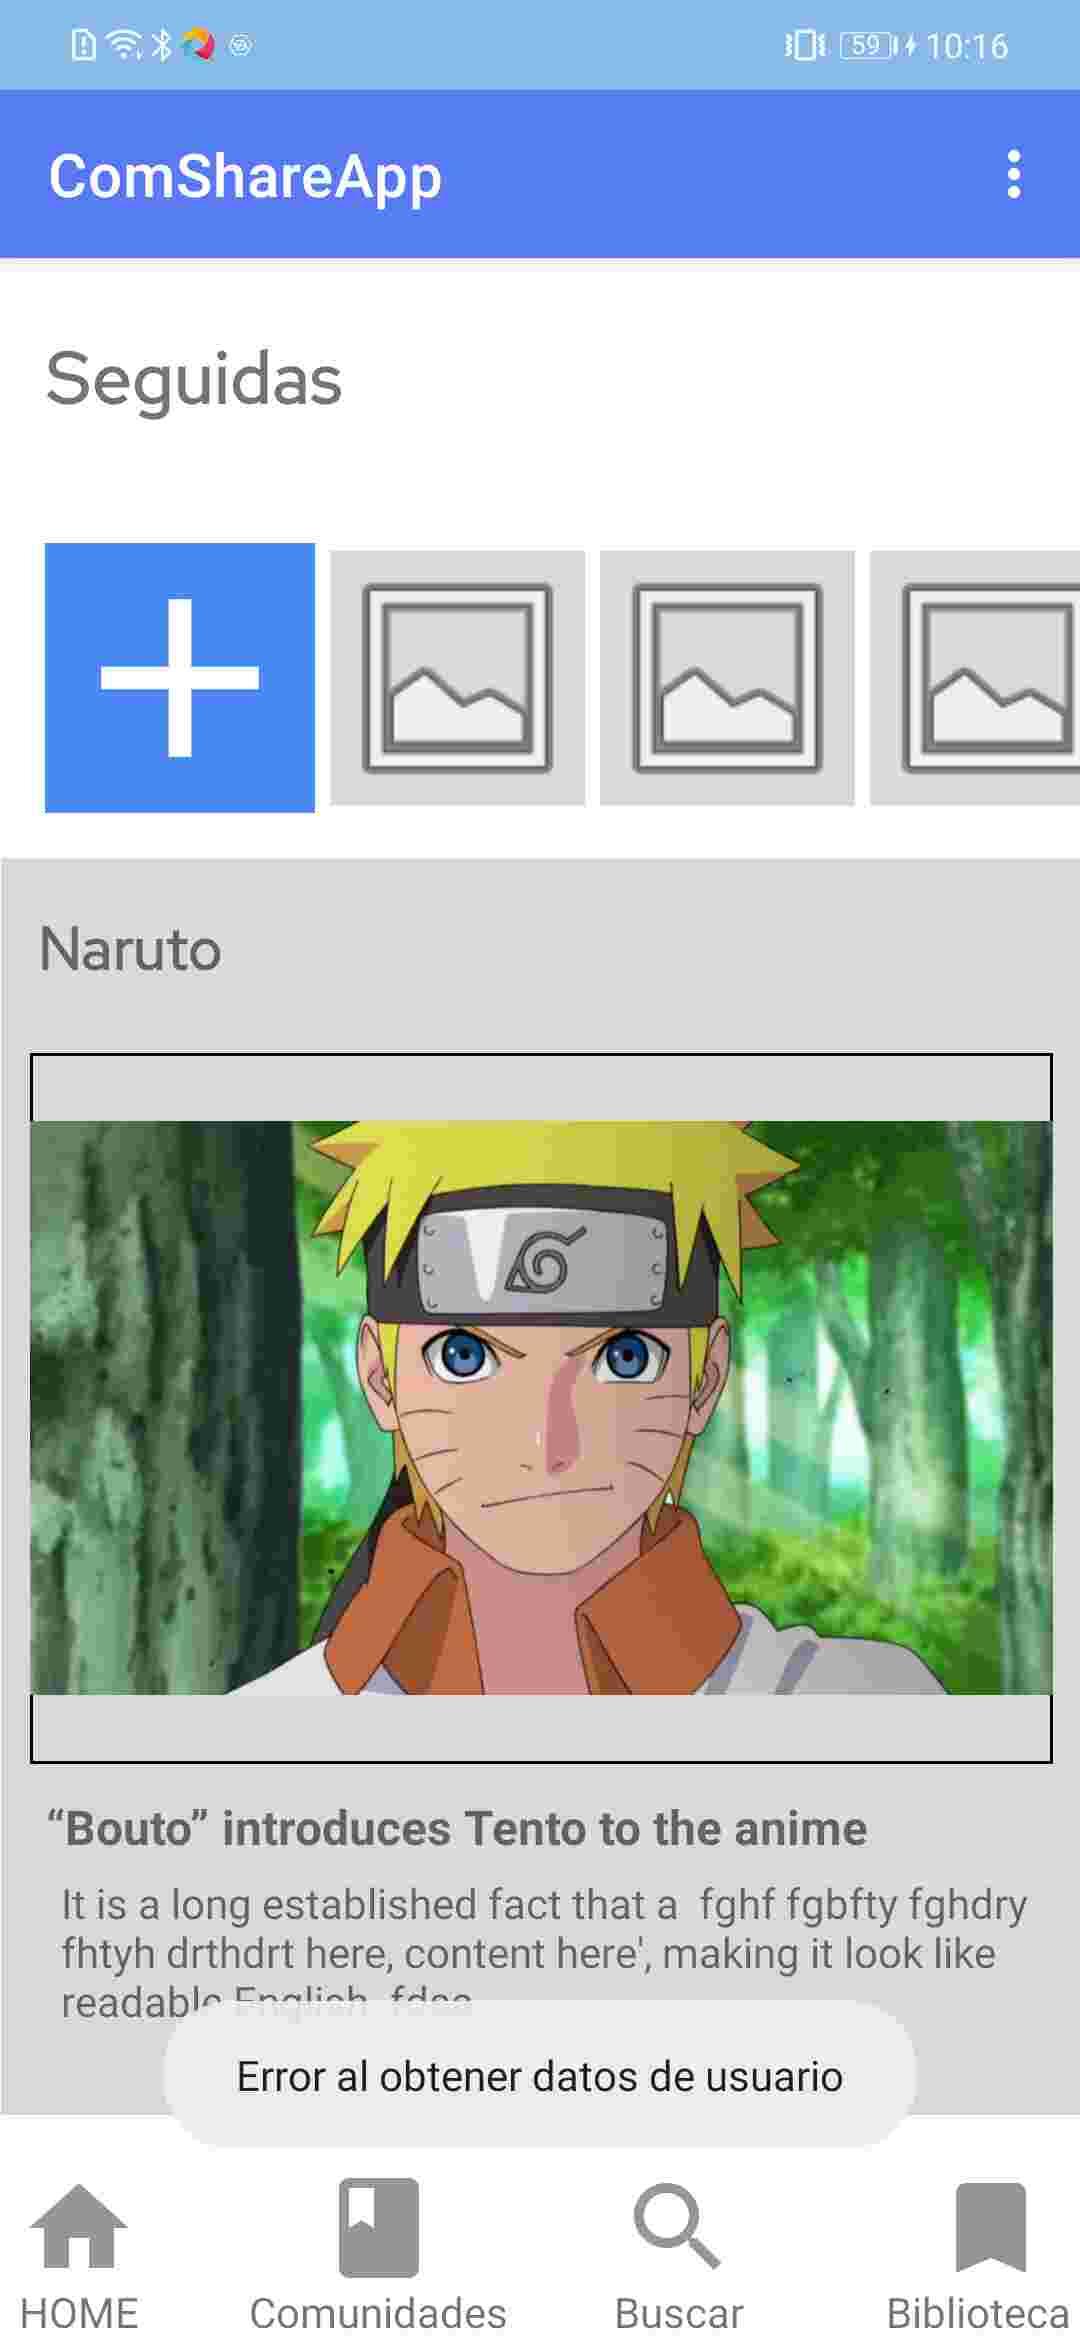 59 10:16
ComShareApp
Seguidas
Naruto
“Bouto” introduces Tento to the anime
It is a long established fact that a  fghf fgbfty fghdry
fhtyh drthdrt here, content here', making it look like
readable English
Error al obtener datos de usuario
HOME Comunidades Buscar Biblioteca